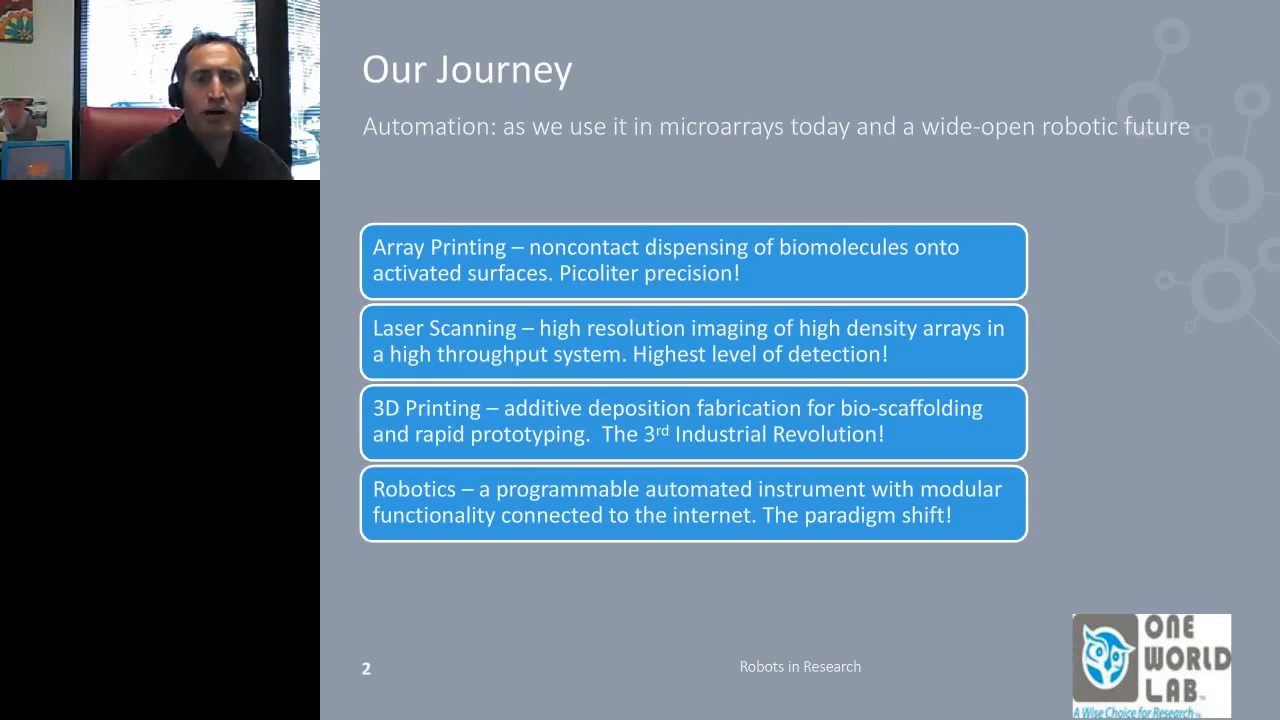 Our Journey
Automation: as we use it in microarrays today and a wide-open robotic future
Array Printing – noncontact dispensing of biomolecules onto
activated surfaces. Picoliter precision!
Laser Scanning – high resolution imaging of high density arrays in
a high throughput system. Highest level of detection!
3D Printing – additive deposition fabrication for bio-scaffolding
and rapid prototyping.  The 3rd Industrial Revolution!
Robotics – a programmable automated instrument with modular
functionality connected to the internet. The paradigm shift!
2
Robots in Research
ONE
WORLD
LAB™
A Wise Choice for Research™